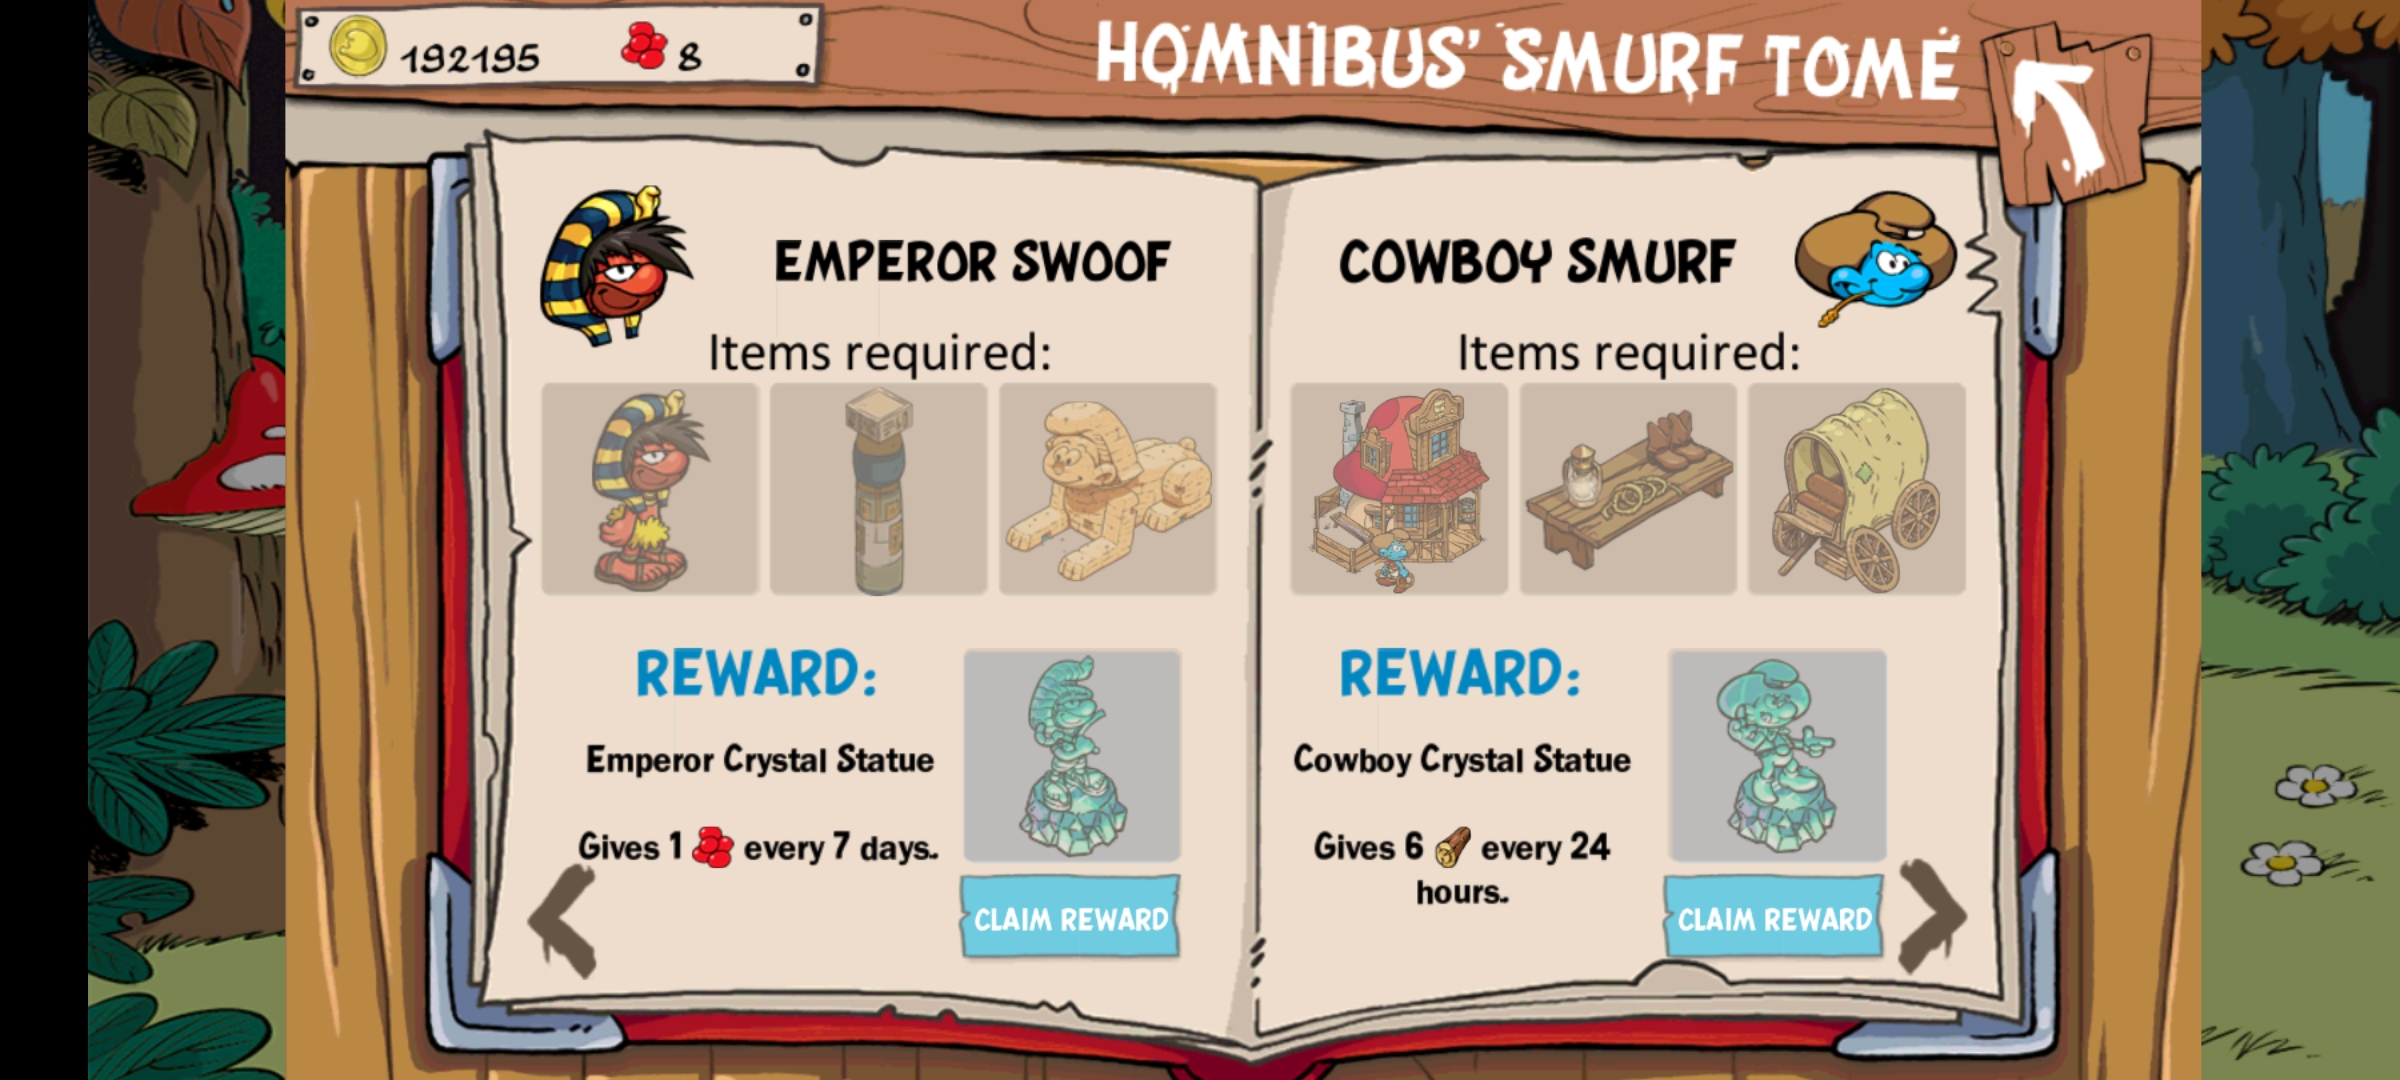 192195 8
HOMNIBUS' SMURF TOME
EMPEROR SWOOF
Items required:
REWARD:
Emperor Crystal Statue
Gives 1 every 7 days.
CLAIM REWARD
COWBOY SMURF
Items required:
REWARD:
Cowboy Crystal Statue
Gives 6 every 24
hours.
CLAIM REWARD